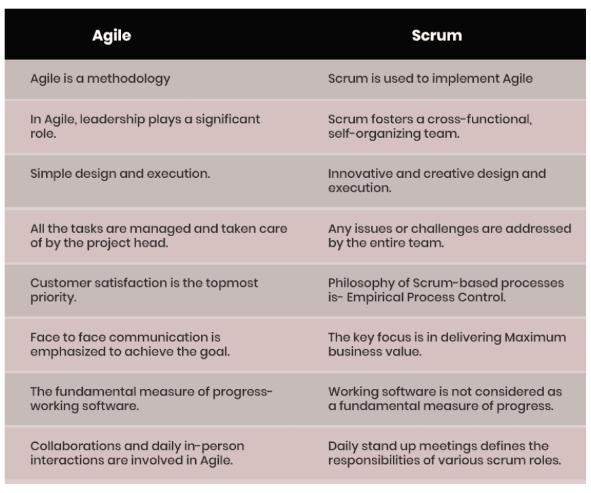 Agile Scrum
Agile is a methodology Scrum is used to implement Agile
In Agile, leadership plays a significant
role.
Scrum fosters a cross-functional,
self-organizing team.
Simple design and execution.
Innovative and creative design and
execution.
All the tasks are managed and taken care
of by the project head.
Any issues or challenges are addressed
by the entire team.
Customer satisfaction is the topmost
priority.
Philosophy of Scrum-based processes
is- Empirical Process Control.
Face to face communication is
emphasized to achieve the goal.
The key focus is in delivering Maximum
business value.
The fundamental measure of progress-
working software.
Working software is not considered as
a fundamental measure of progress.
Collaborations and daily in-person
interactions are involved in Agile.
Daily stand up meetings defines the
responsibilities of various scrum roles.